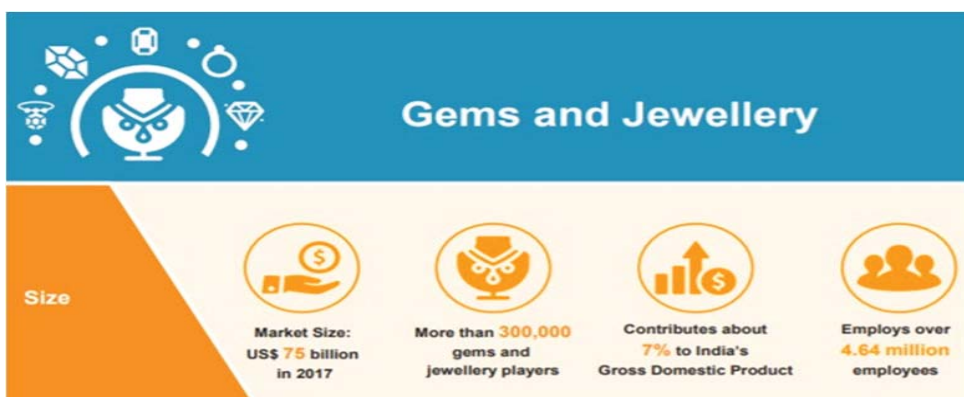 Gems and Jewellery
Size
Market Size:
US$ 75 billion
in 2017
More than 300,000
gems and
jewellery players
Contributes about
7% to India's
Gross Domestic Product
Employs over
4.64 million
employees